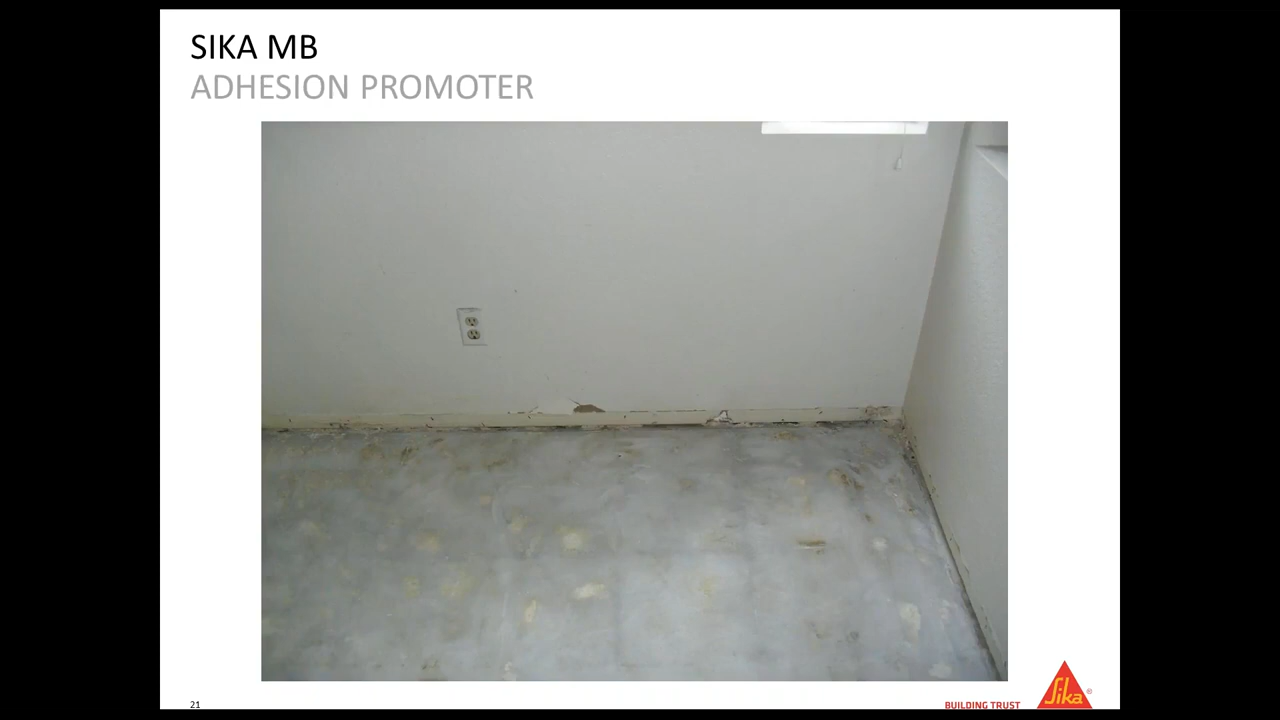 SIKA MB
ADHESION PROMOTER
21
BUILDING TRUST
Sika®